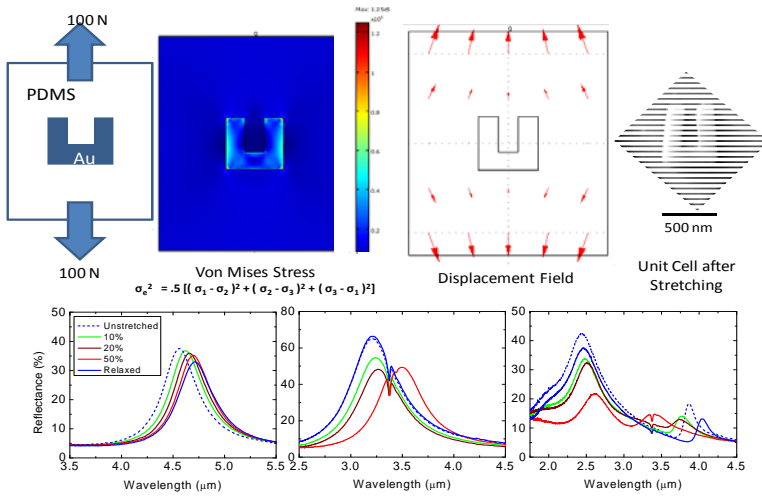 100 N
PDMS
Au
100 N
Max: 1.25e6
×10⁶
1.2
1
0.8
0.6
0.4
0.2
Von Mises Stress
σₑ² = .5 [( σ₁ - σ₂ )² + ( σ₂ - σ₃ )² + ( σ₃ - σ₁ )²]
Displacement Field
500 nm
Unit Cell after
Stretching
Reflectance (%)
50
40
30
20
10
0
Unstretched
10%
20%
50%
Relaxed
3.5 4.0 4.5 5.0 5.5
Wavelength (μm)
80
60
40
20
0
2.5 3.0 3.5 4.0 4.5
Wavelength (μm)
50
40
30
20
10
0
2.0 2.5 3.0 3.5 4.0 4.5
Wavelength (μm)